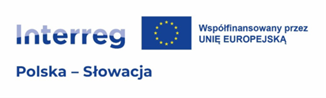 Interreg
Współfinansowany przez
UNIĘ EUROPEJSKĄ
Polska – Słowacja